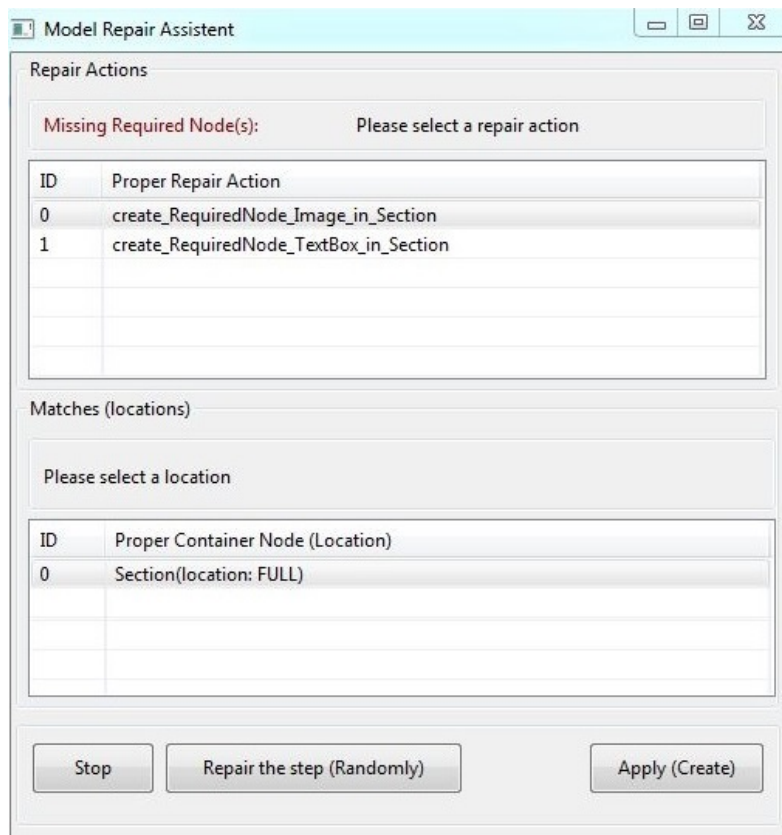 Model Repair Assistent
Repair Actions
Missing Required Node(s): Please select a repair action
ID Proper Repair Action
0 create_RequiredNode_Image_in_Section
1 create_RequiredNode_TextBox_in_Section
Matches (locations)
Please select a location
ID Proper Container Node (Location)
0 Section(location: FULL)
Stop Repair the step (Randomly) Apply (Create)